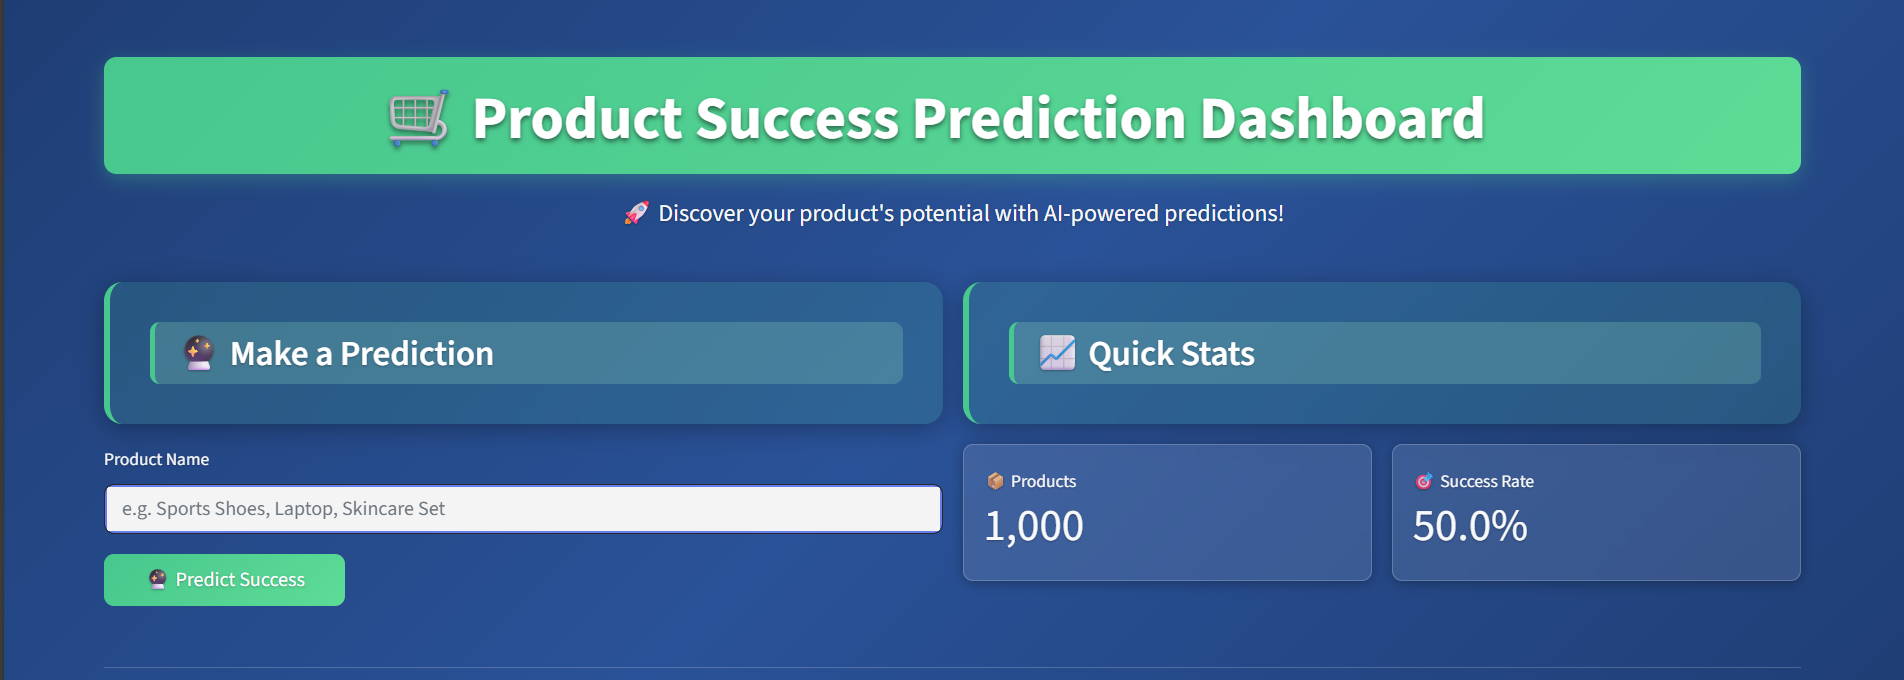 Product Success Prediction Dashboard
Discover your product's potential with AI-powered predictions!
Make a Prediction
Quick Stats
Product Name
e.g. Sports Shoes, Laptop, Skincare Set
Predict Success
Products
1,000
Success Rate
50.0%